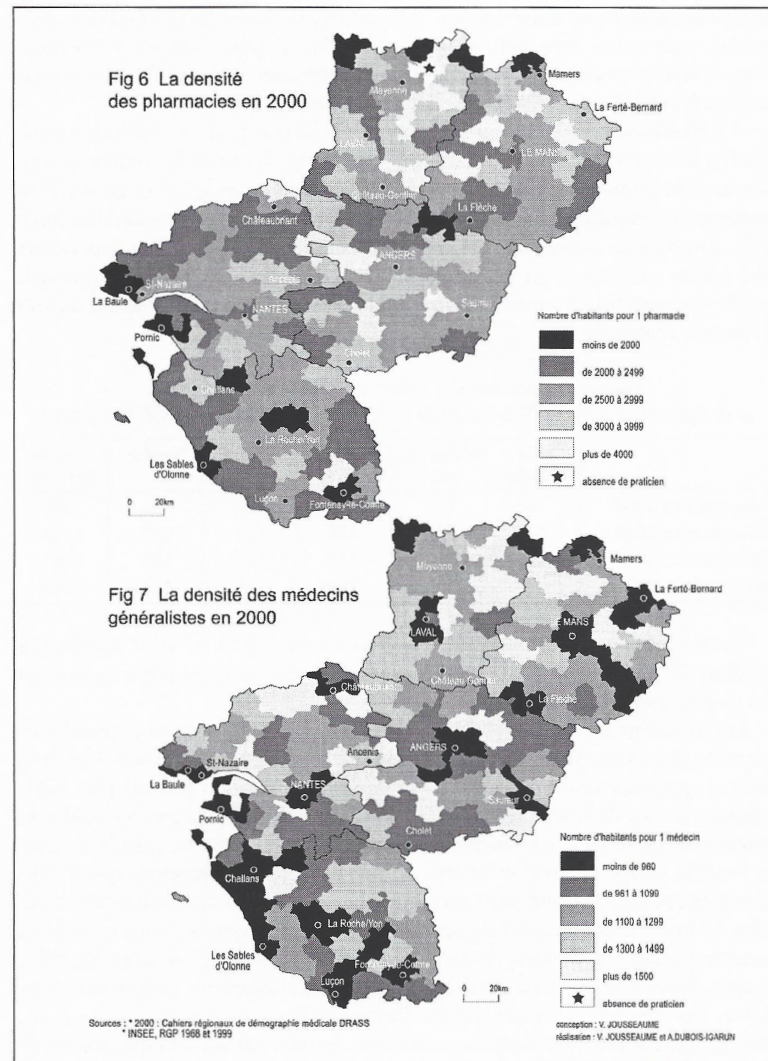 Fig 6 La densité
des pharmacies en 2000
Mayenne
Mamers
La Ferté-Bernard
LAVAL
LE MANS
Château-Gontier
La Flèche
Châteaubriant
ANGERS
Ancenis
St-Nazaire
La Baule
NANTES
Saumur
Pornic
Cholet
Challans
La Roche/Yon
Les Sables
d'Olonne
Luçon
Fontenay-le-Comte
0 20km
Nombre d'habitants pour 1 pharmacie
moins de 2000
de 2000 à 2499
de 2500 à 2999
de 3000 à 3999
plus de 4000
absence de praticien
Fig 7 La densité des médecins
généralistes en 2000
Mayenne
Mamers
La Ferté-Bernard
LAVAL
LE MANS
Château-Gontier
La Flèche
Châteaubriant
ANGERS
Ancenis
St-Nazaire
La Baule
NANTES
Saumur
Pornic
Cholet
Challans
La Roche/Yon
Les Sables
d'Olonne
Fontenay-le-Comte
Luçon
0 20km
Nombre d'habitants pour 1 médecin
moins de 960
de 961 à 1099
de 1100 à 1299
de 1300 à 1499
plus de 1500
absence de praticien
Sources : * 2000 : Cahiers régionaux de démographie médicale DRASS
* INSEE, RGP 1968 et 1999
conception : V. JOUSSEAUME
réalisation : V. JOUSSEAUME et A.DUBOIS-IGARUN